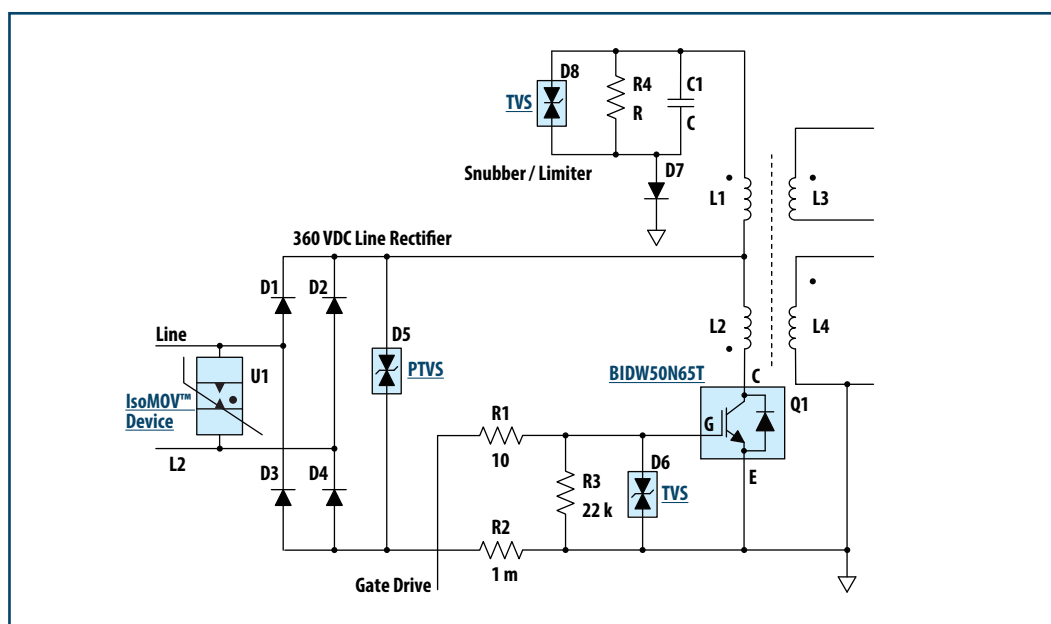 D8
TVS
R4
R
C1
C
Snubber / Limiter
D7
L1
L3
360 VDC Line Rectifier
D1
D2
D5
PTVS
L2
L4
Line
U1
IsoMOV™
Device
L2
BIDW50N65T
C
Q1
G
E
R1
10
D3
D4
R3
22 k
D6
TVS
R2
1 m
Gate Drive